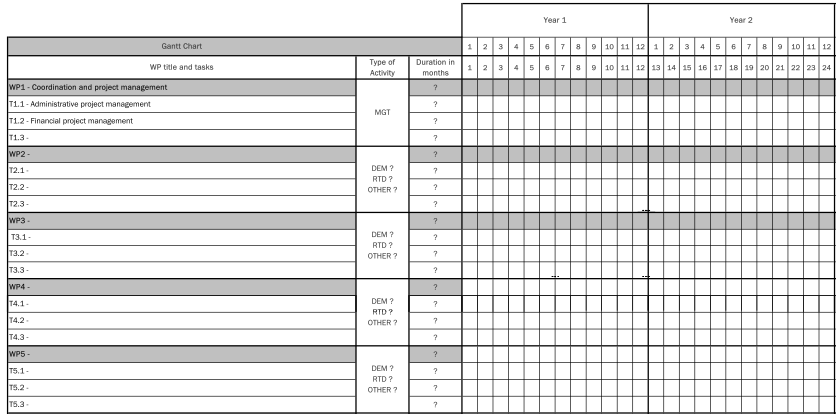 Year 1 Year 2
Gantt Chart 1 2 3 4 5 6 7 8 9 10 11 12 1 2 3 4 5 6 7 8 9 10 11 12
WP title and tasks Type of Activity Duration in months 1 2 3 4 5 6 7 8 9 10 11 12 13 14 15 16 17 18 19 20 21 22 23 24
WP1 - Coordination and project management ?
T1.1 - Administrative project management ?
MGT
T1.2 - Financial project management ?
T1.3 - ?
WP2 - ?
T2.1 - DEM ? ?
RTD ?
T2.2 - OTHER ? ?
T2.3 - ?
WP3 - ?
T3.1 - DEM ? ?
RTD ?
T3.2 - OTHER ? ?
T3.3 - ?
WP4 - ?
T4.1 - DEM ? ?
RTD ?
T4.2 - OTHER ? ?
T4.3 - ?
WP5 - ?
T5.1 - DEM ? ?
RTD ?
T5.2 - OTHER ? ?
T5.3 - ?